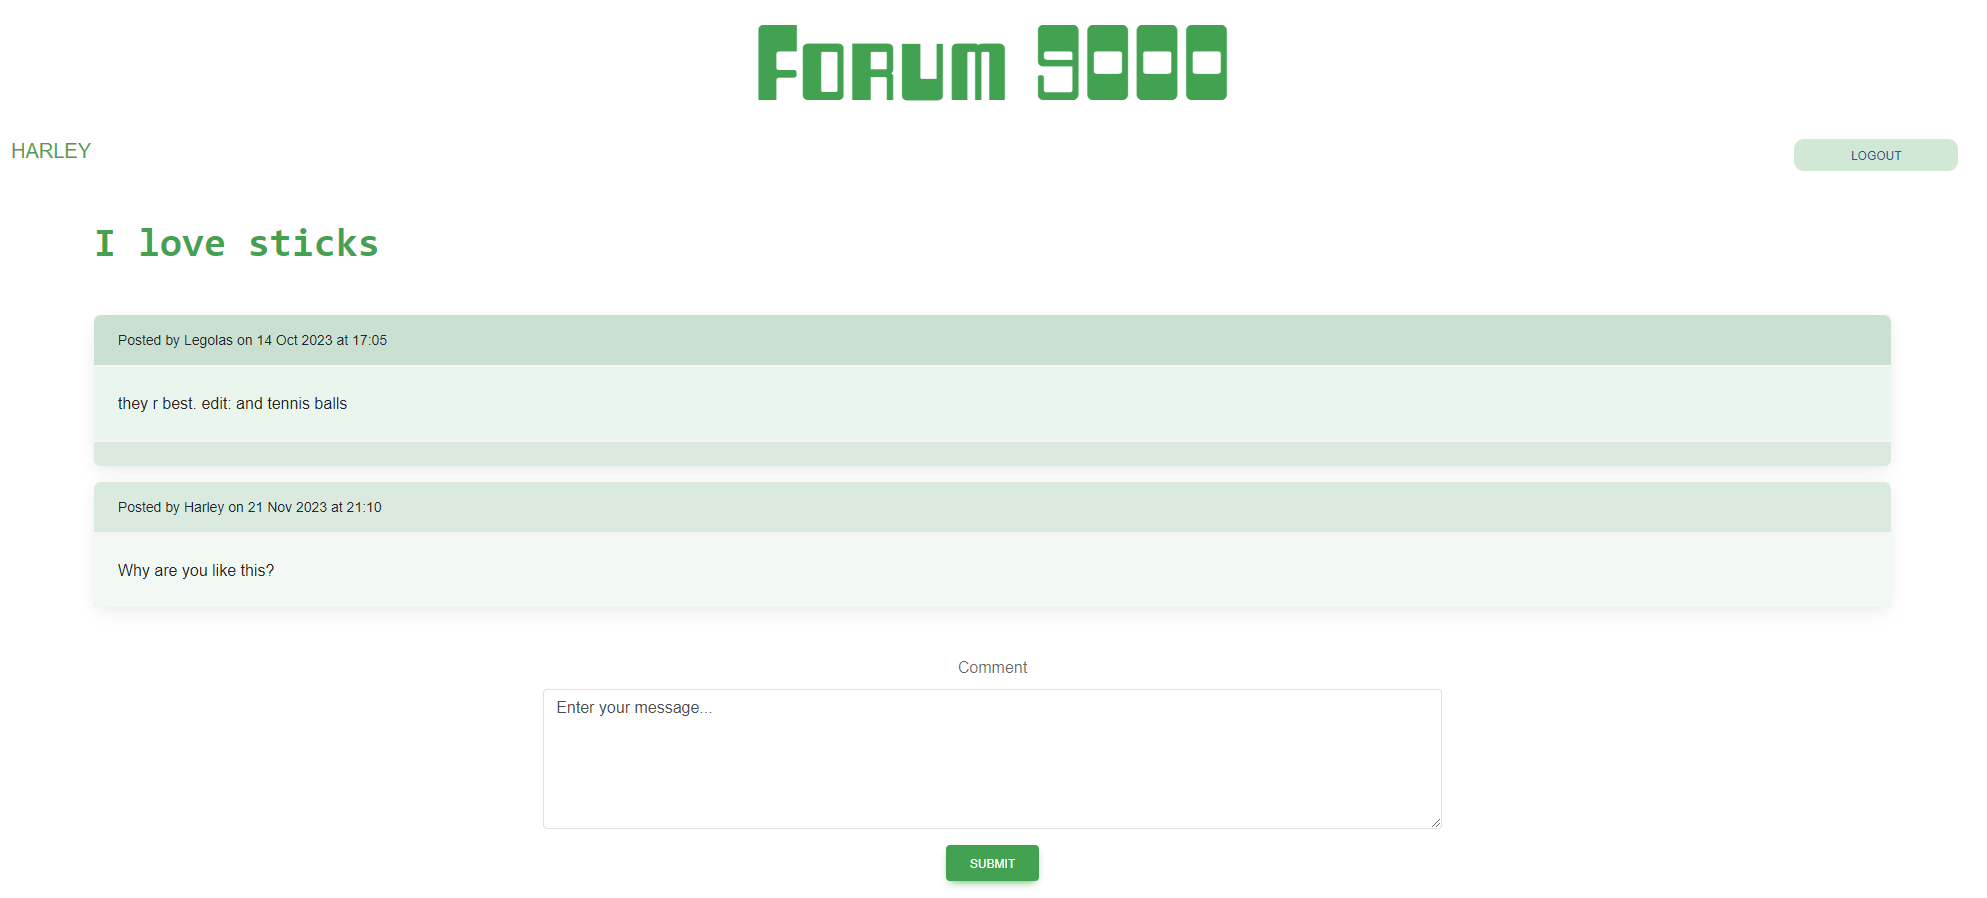 Forum 9000
HARLEY
LOGOUT
I love sticks
Posted by Legolas on 14 Oct 2023 at 17:05
they r best. edit: and tennis balls
Posted by Harley on 21 Nov 2023 at 21:10
Why are you like this?
Comment
Enter your message...
SUBMIT